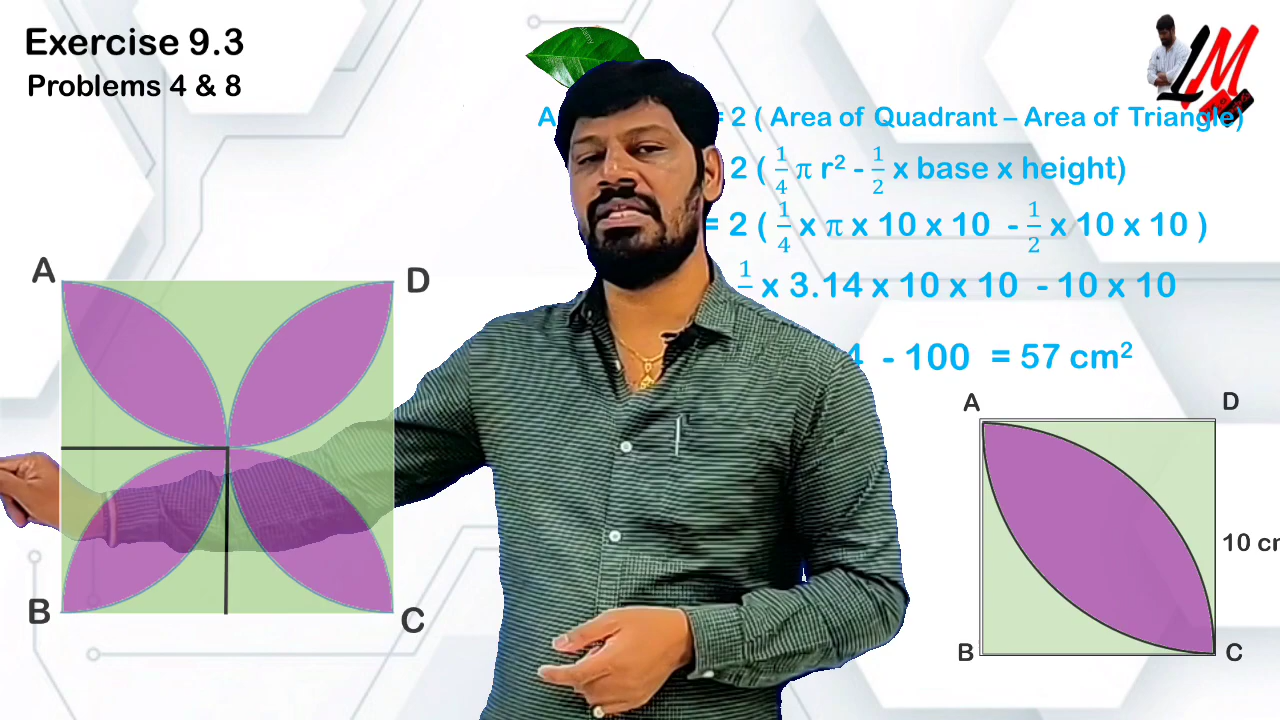 Exercise 9.3
Problems 4 & 8
LM
A = 2 ( Area of Quadrant – Area of Triangle)
2 ( 1/4 π r² - 1/2 x base x height)
= 2 ( 1/4 x π x 10 x 10 - 1/2 x 10 x 10 )
1 x 3.14 x 10 x 10 - 10 x 10
4 - 100 = 57 cm²
A D
B C
A D
10 cm
B C